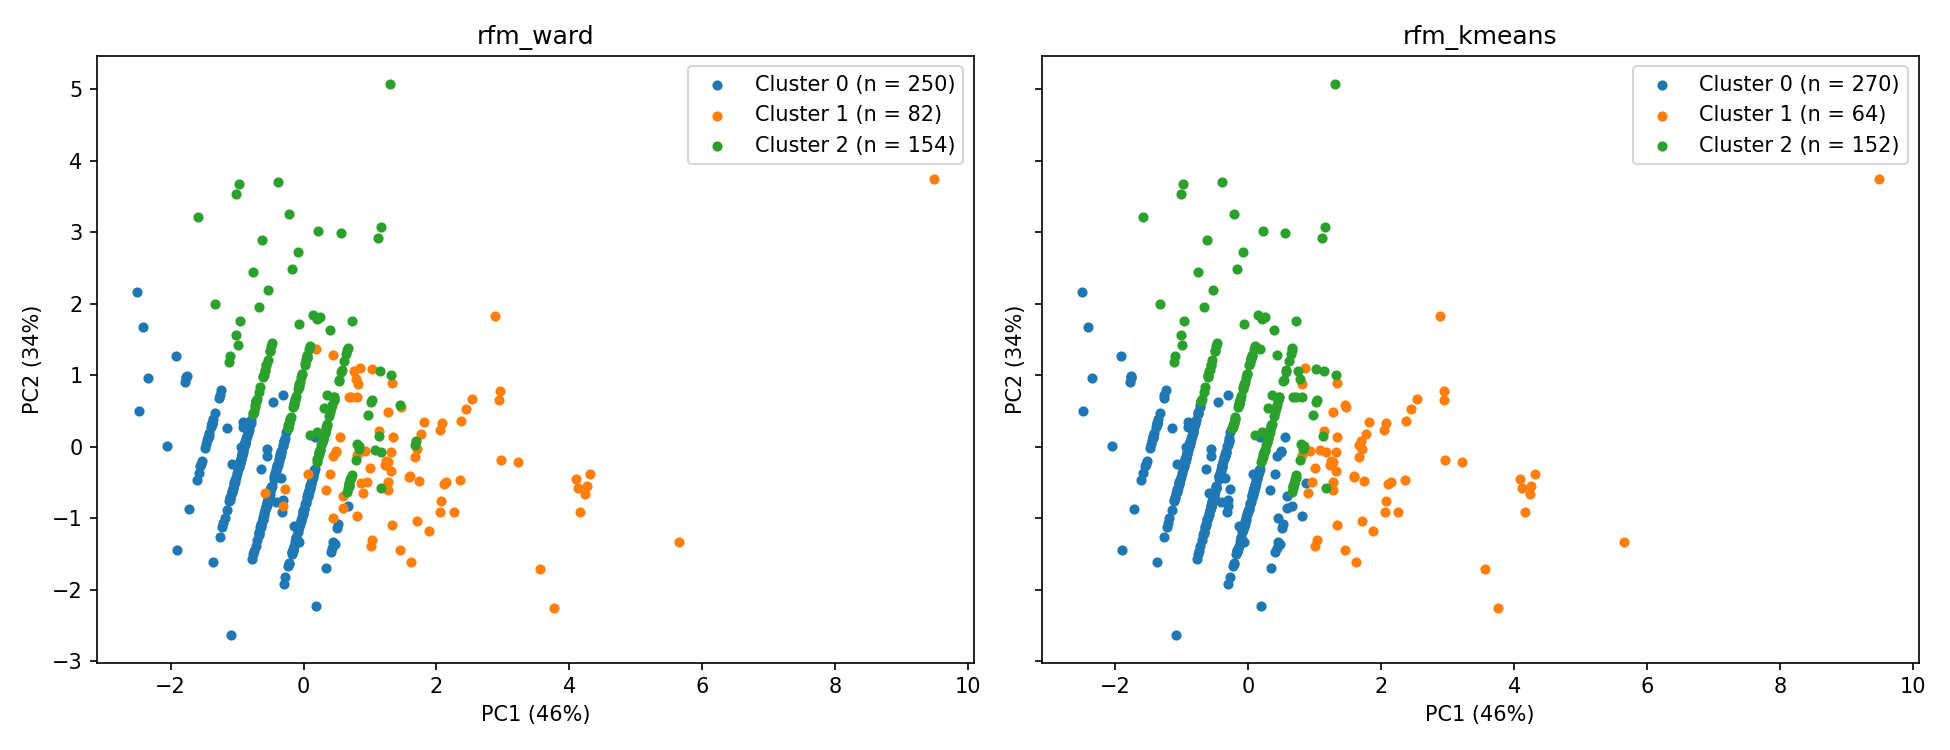 rfm_ward
Cluster 0 (n = 250)
Cluster 1 (n = 82)
Cluster 2 (n = 154)
5
4
3
2
1
0
−1
−2
−3
PC2 (34%)
−2
0
2
4
6
8
10
PC1 (46%)
rfm_kmeans
Cluster 0 (n = 270)
Cluster 1 (n = 64)
Cluster 2 (n = 152)
PC2 (34%)
−2
0
2
4
6
8
10
PC1 (46%)